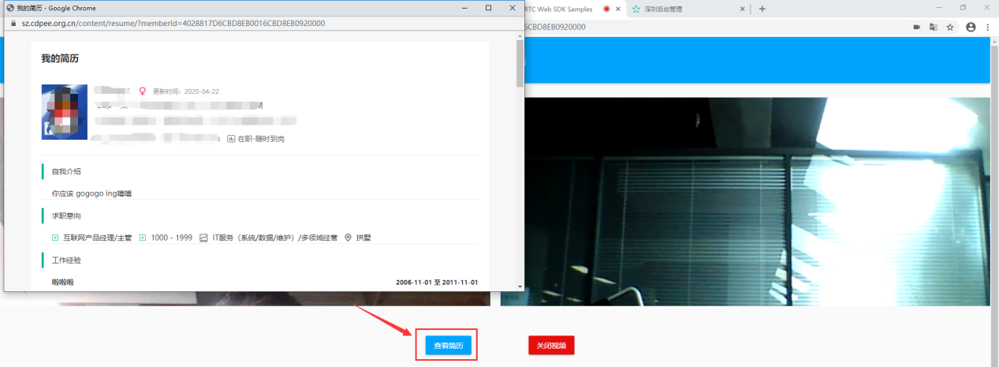 我的简历 - Google Chrome
RTC Web SDK Samples
深圳后台管理
sz.cdpee.org.cn/content/resume/?memberId=4028817D6CBD8EB0016CBD8EB0920000
6CBD8EB0920000
我的简历
更新时间：2020-04-22
在职-随时到岗
自我介绍
你应该 gogogo ing嘻嘻
求职意向
互联网产品经理/主管 1000 - 1999 IT服务（系统/数据/维护）/多领域经营 拱墅
工作经验
啦啦啦 2006-11-01 至 2011-11-01
查看简历
关闭视频